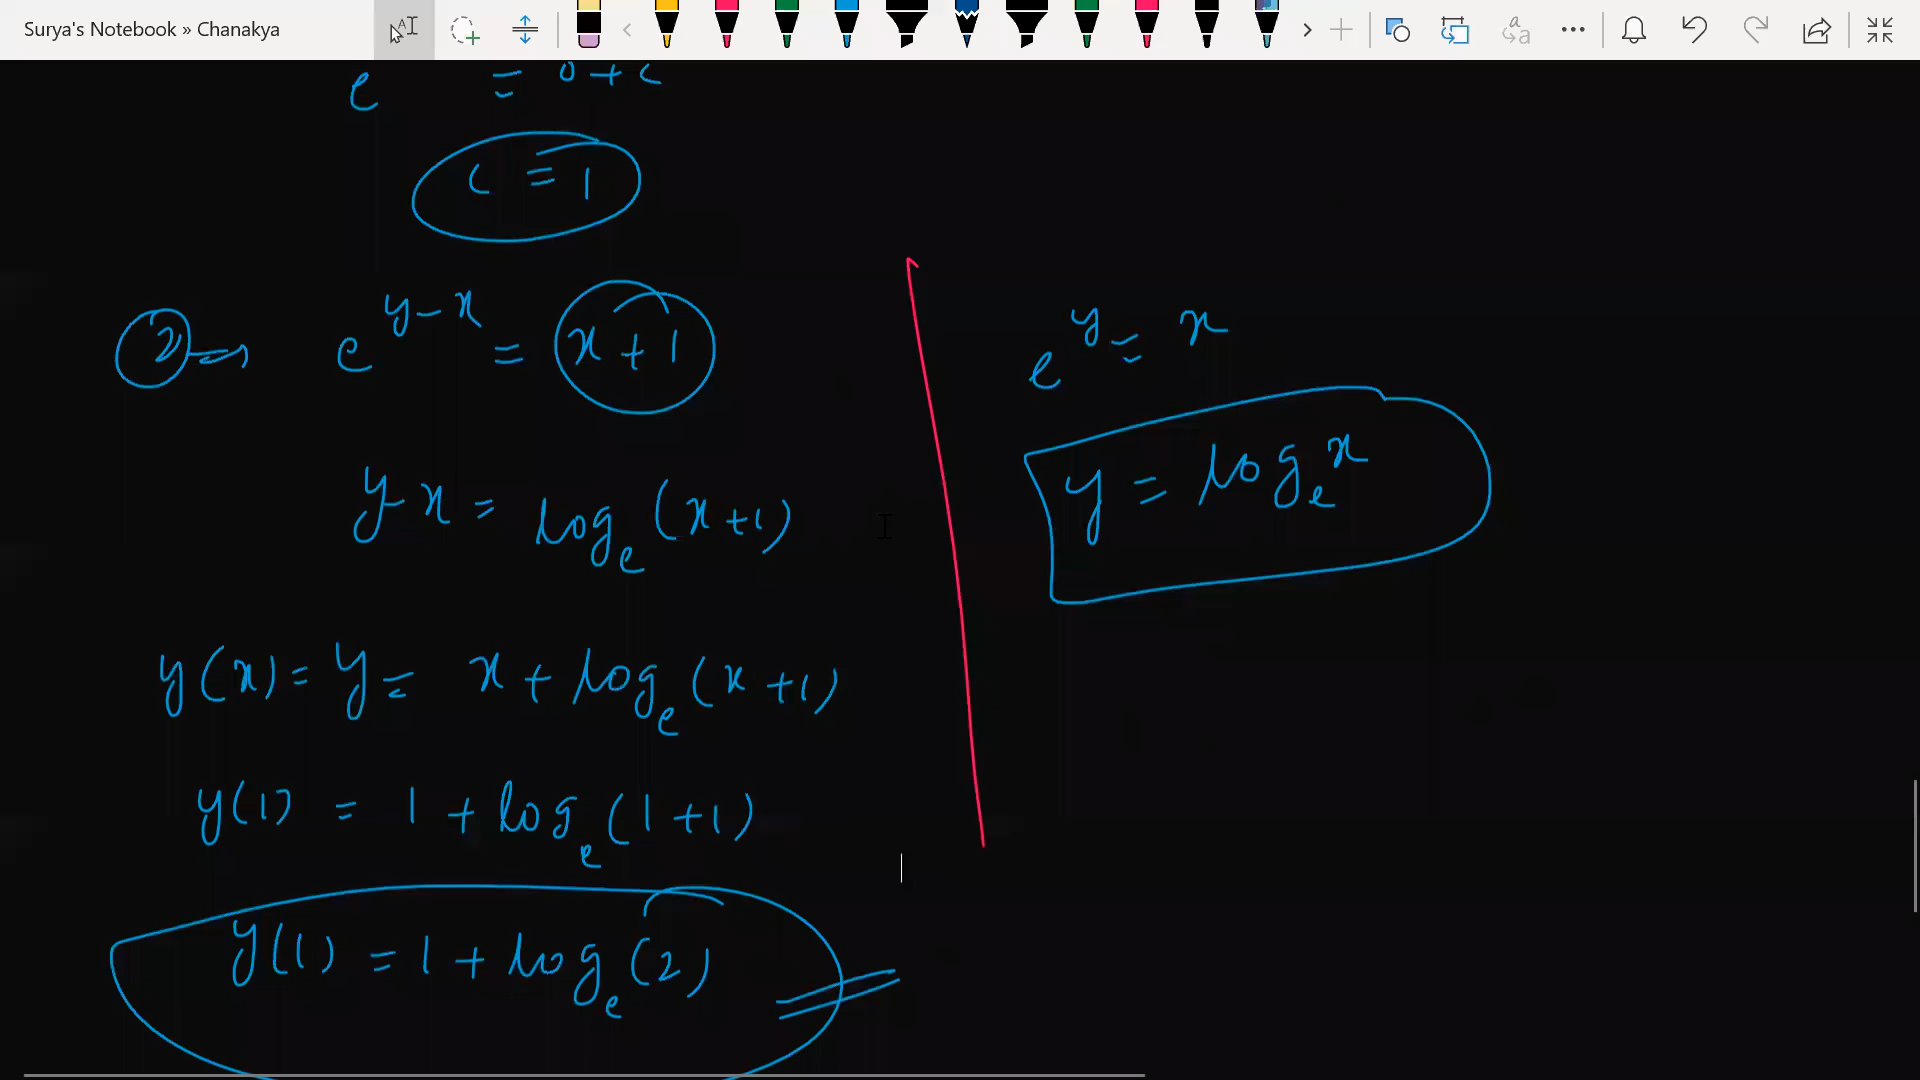 Surya's Notebook » Chanakya
e = 0 + c
c = 1
2 ⇒ e^{y-x} = x + 1
y-x = log_e (x+1)
y(x) = y = x + log_e (x+1)
y(1) = 1 + log_e (1+1)
y(1) = 1 + log_e (2)
e^y = x
y = log_e x